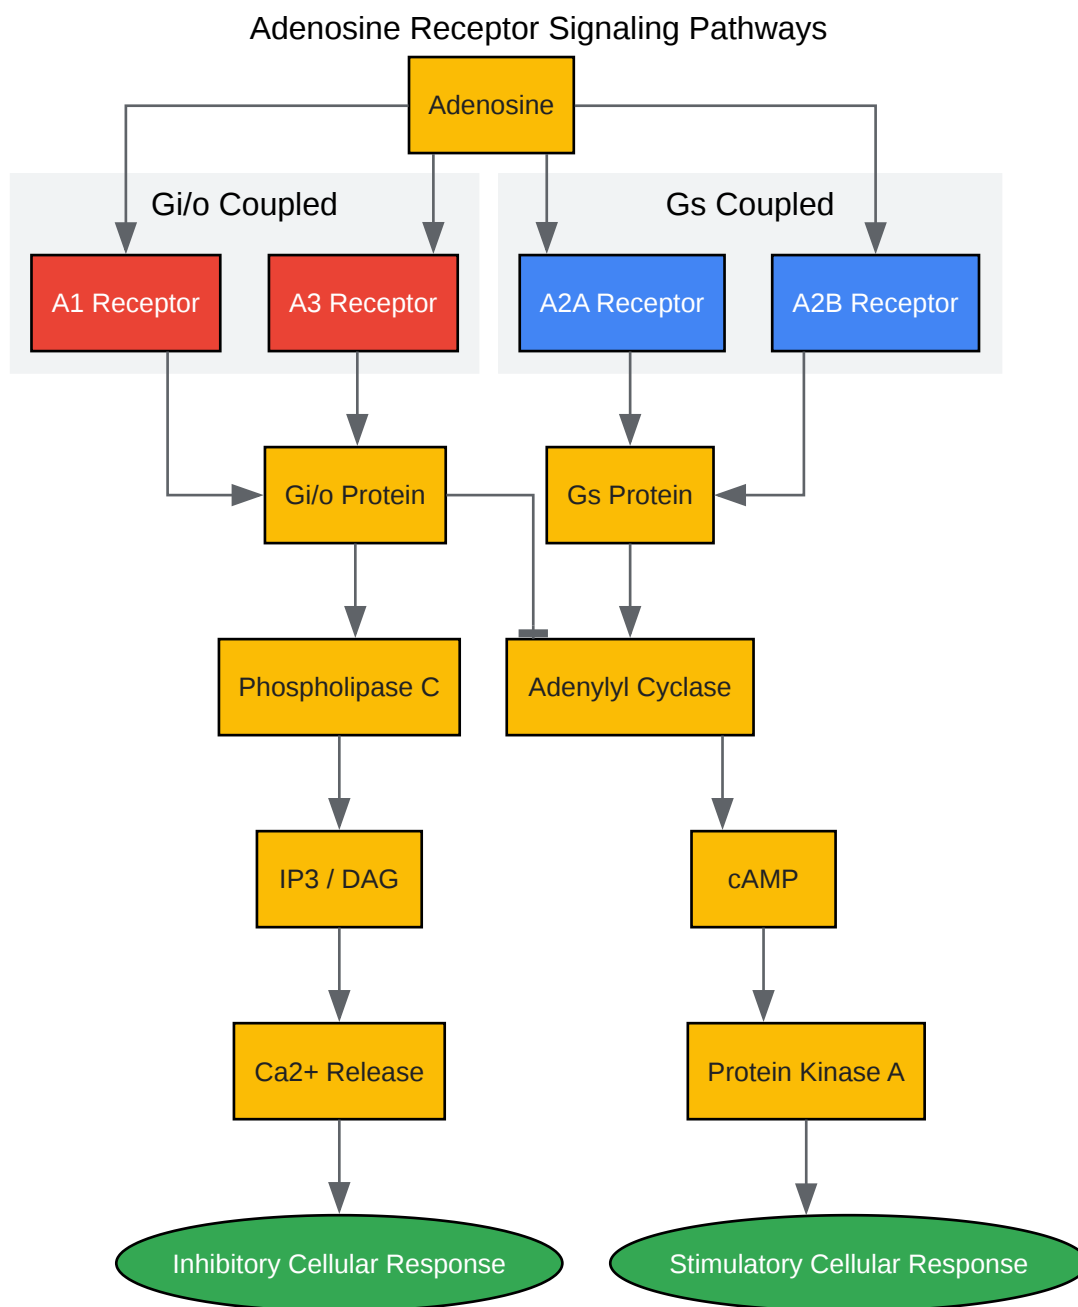 Adenosine Receptor Signaling Pathways
Adenosine
Gi/o Coupled
Gs Coupled
A1 Receptor
A3 Receptor
A2A Receptor
A2B Receptor
Gi/o Protein
Gs Protein
Phospholipase C
Adenylyl Cyclase
IP3 / DAG
cAMP
Ca2+ Release
Protein Kinase A
Inhibitory Cellular Response
Stimulatory Cellular Response